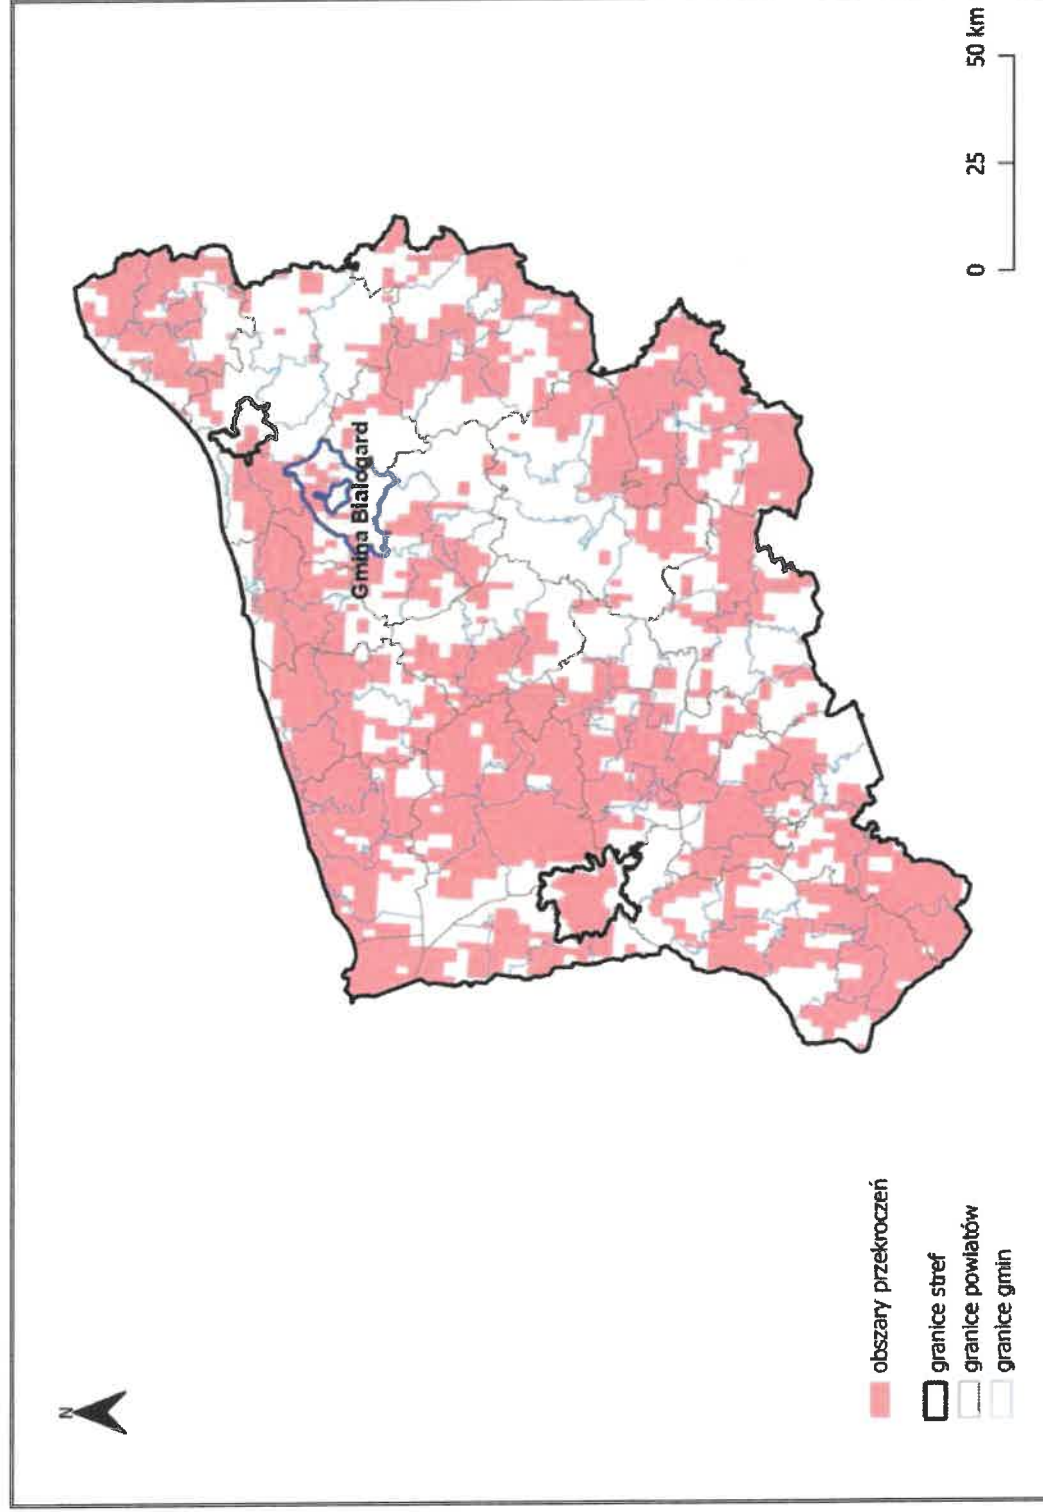 N
Gmina Białogard
obszary przekroczeń
granice stref
granice powiatów
granice gmin
0 25 50 km